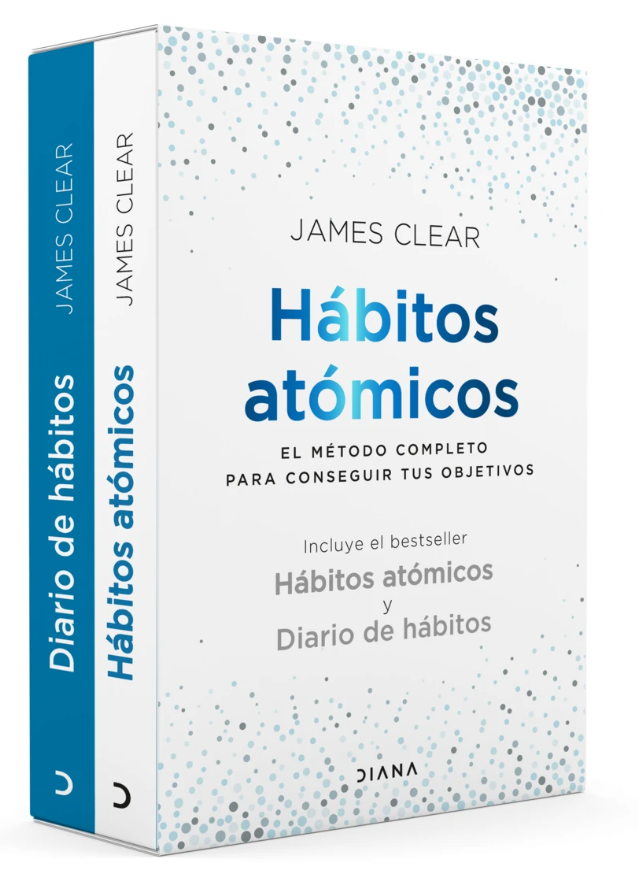 JAMES CLEAR
Diario de hábitos
JAMES CLEAR
Hábitos atómicos
JAMES CLEAR
Hábitos
atómicos
EL MÉTODO COMPLETO
PARA CONSEGUIR TUS OBJETIVOS
Incluye el bestseller
Hábitos atómicos
y
Diario de hábitos
DIANA